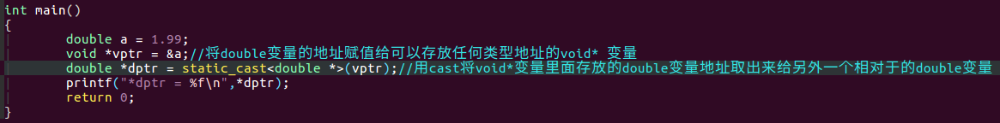 int main()
{
        double a = 1.99;
        void *vptr = &a;//将double变量的地址赋值给可以存放任何类型地址的void* 变量
        double *dptr = static_cast<double *>(vptr);//用cast将void*变量里面存放的double变量地址取出来给另外一个相对于的double变量
        printf("*dptr = %f\n",*dptr);
        return 0;
}